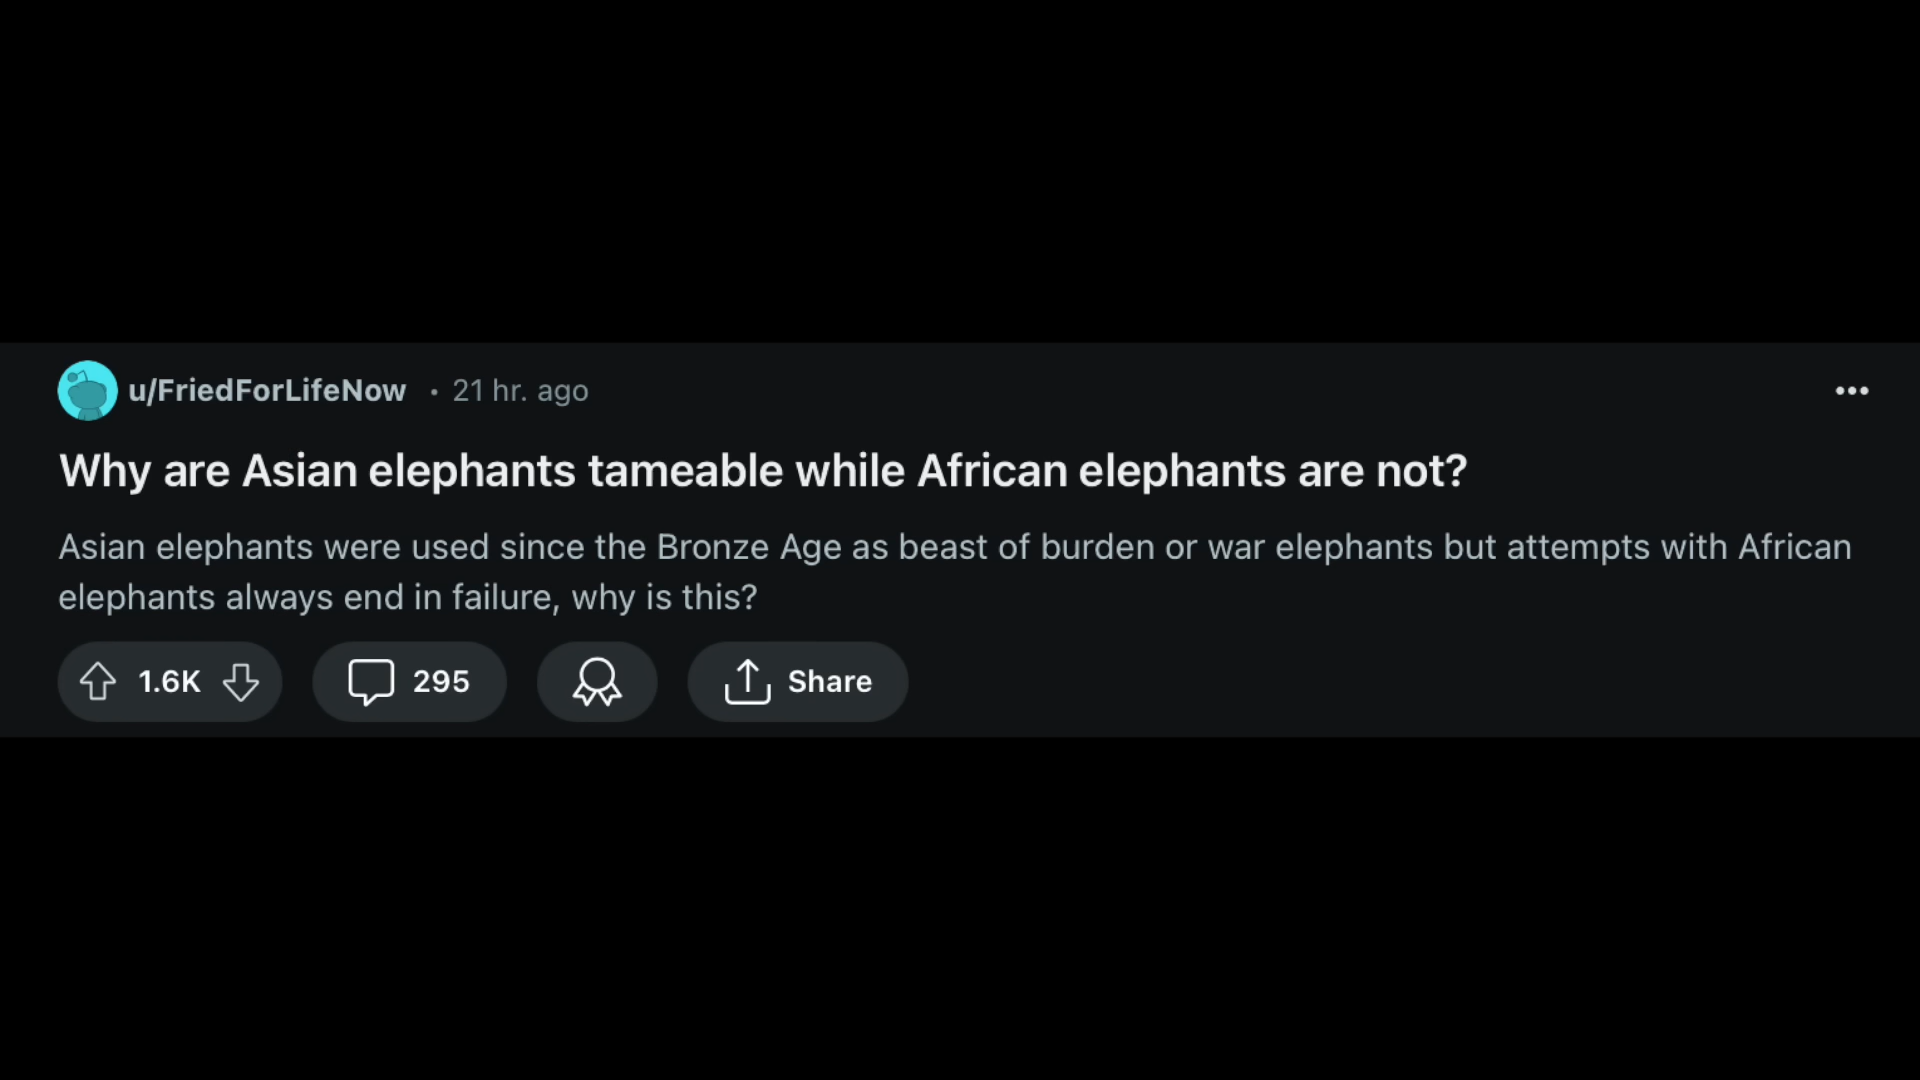 u/FriedForLifeNow • 21 hr. ago
Why are Asian elephants tameable while African elephants are not?
Asian elephants were used since the Bronze Age as beast of burden or war elephants but attempts with African
elephants always end in failure, why is this?
1.6K 295 Share